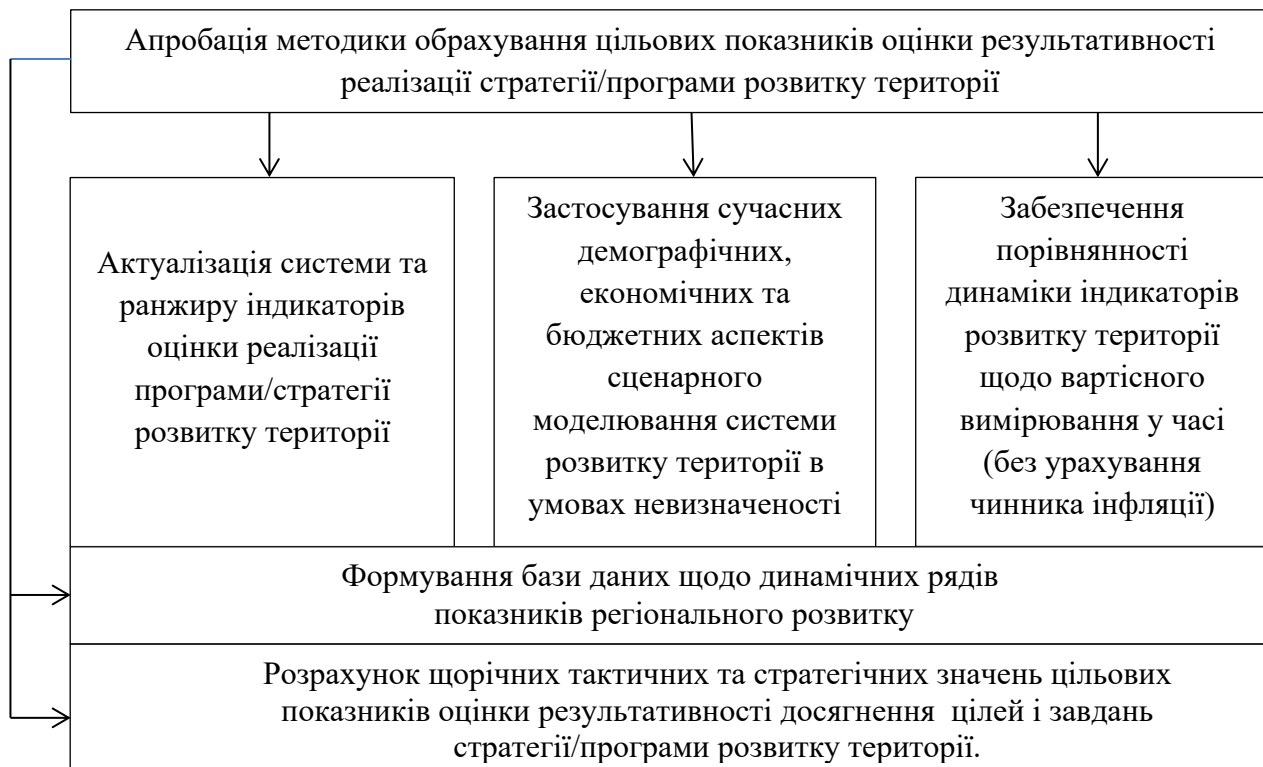 Апробація методики обрахування цільових показників оцінки результативності
реалізації стратегії/програми розвитку території
Актуалізація системи та
ранжиру індикаторів
оцінки реалізації
програми/стратегії
розвитку території
Застосування сучасних
демографічних,
економічних та
бюджетних аспектів
сценарного
моделювання системи
розвитку території в
умовах невизначеності
Забезпечення
порівнянності
динаміки індикаторів
розвитку території
щодо вартісного
вимірювання у часі
(без урахування
чинника інфляції)
Формування бази даних щодо динамічних рядів
показників регіонального розвитку
Розрахунок щорічних тактичних та стратегічних значень цільових
показників оцінки результативності досягнення цілей і завдань
стратегії/програми розвитку території.